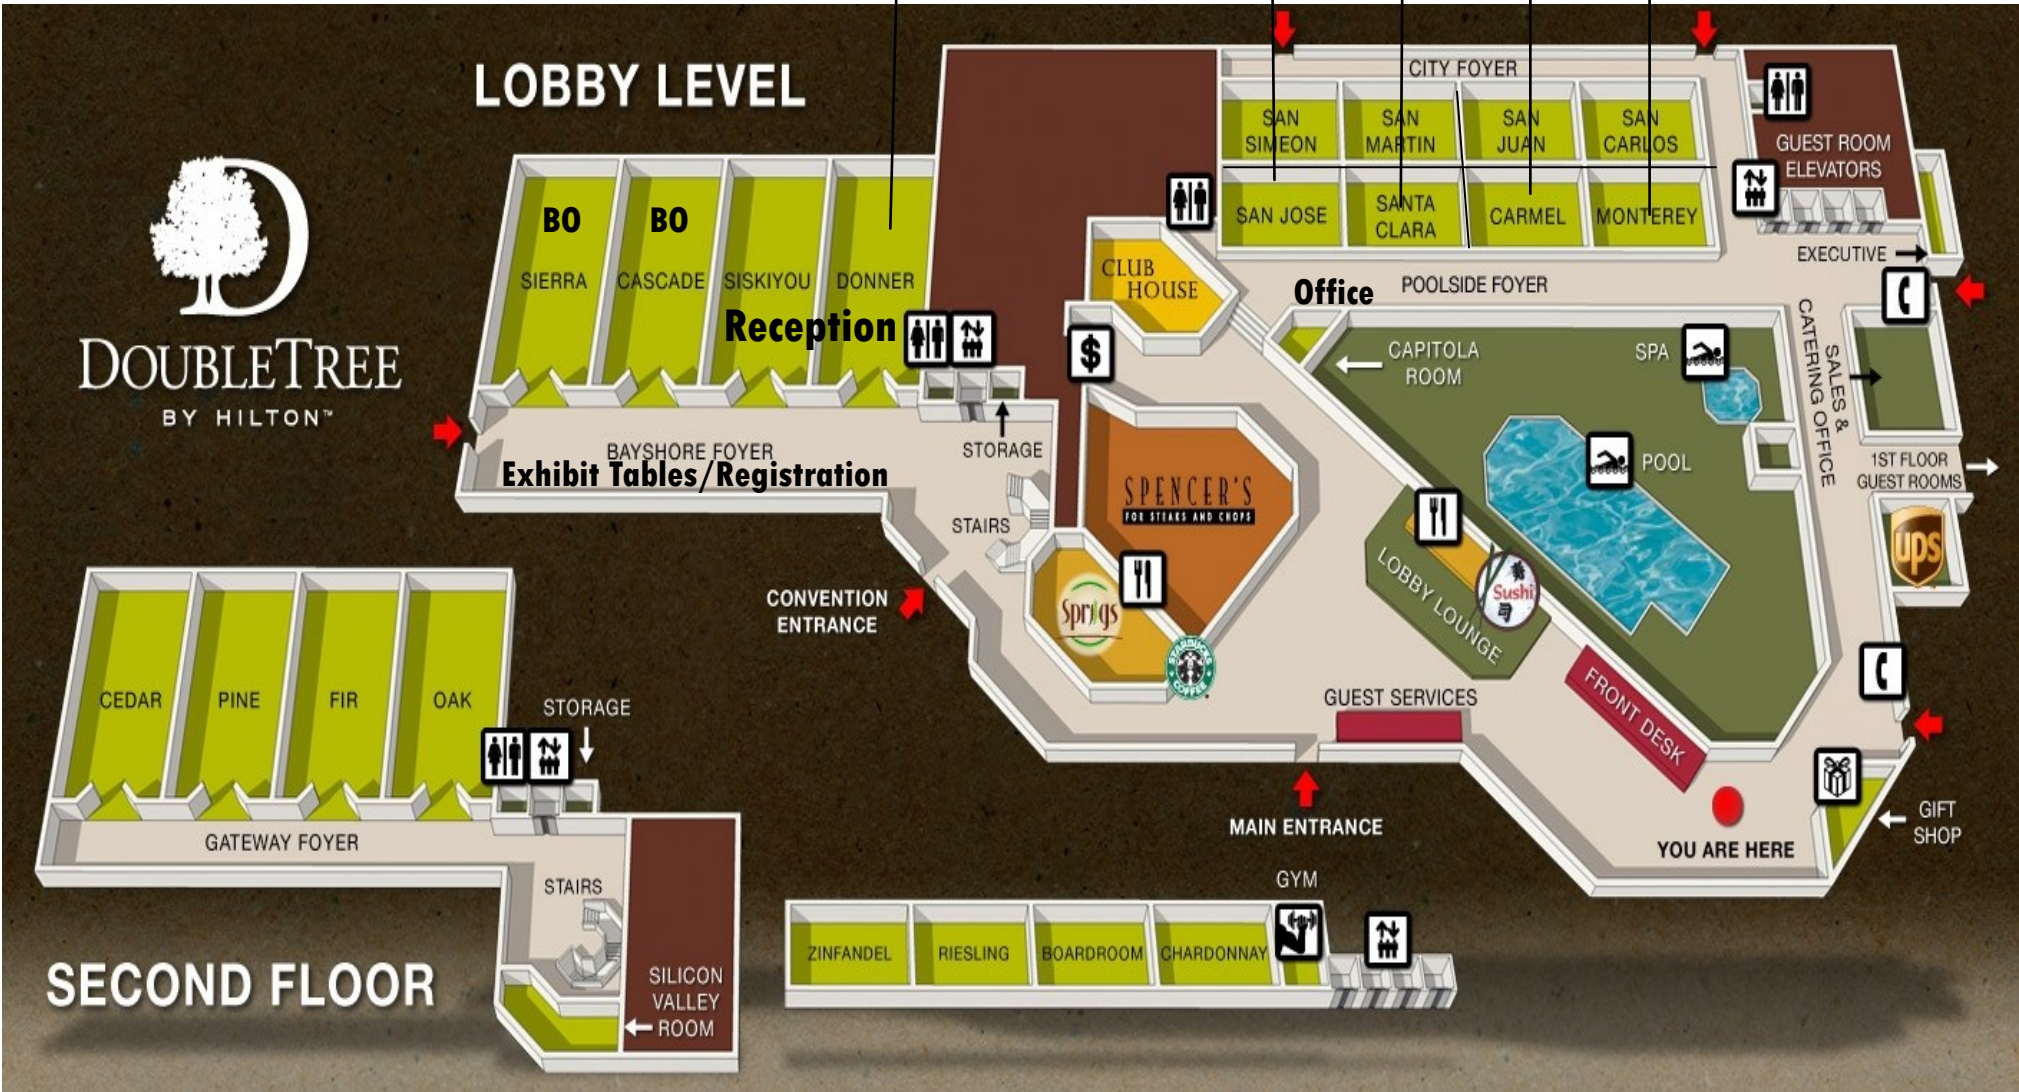 LOBBY LEVEL
DOUBLETREE
BY HILTON™
CITY FOYER
SAN
SIMEON
SAN
MARTIN
SAN
JUAN
SAN
CARLOS
SAN JOSE
SANTA
CLARA
CARMEL
MONTEREY
GUEST ROOM
ELEVATORS
EXECUTIVE
BO
BO
SIERRA
CASCADE
SISKIYOU
DONNER
Reception
CLUB
HOUSE
$
Office
POOLSIDE FOYER
CAPITOLA
ROOM
SPA
POOL
SALES &
CATERING OFFICE
1ST FLOOR
GUEST ROOMS
ups
BAYSHORE FOYER
Exhibit Tables/Registration
STORAGE
STAIRS
SPENCER'S
FOR STEAKS AND CHOPS
Sprigs
STARBUCKS
COFFEE
LOBBY LOUNGE
Sushi
CONVENTION
ENTRANCE
GUEST SERVICES
FRONT DESK
MAIN ENTRANCE
YOU ARE HERE
GIFT
SHOP
CEDAR
PINE
FIR
OAK
STORAGE
GATEWAY FOYER
STAIRS
SECOND FLOOR
SILICON
VALLEY
ROOM
GYM
ZINFANDEL
RIESLING
BOARDROOM
CHARDONNAY